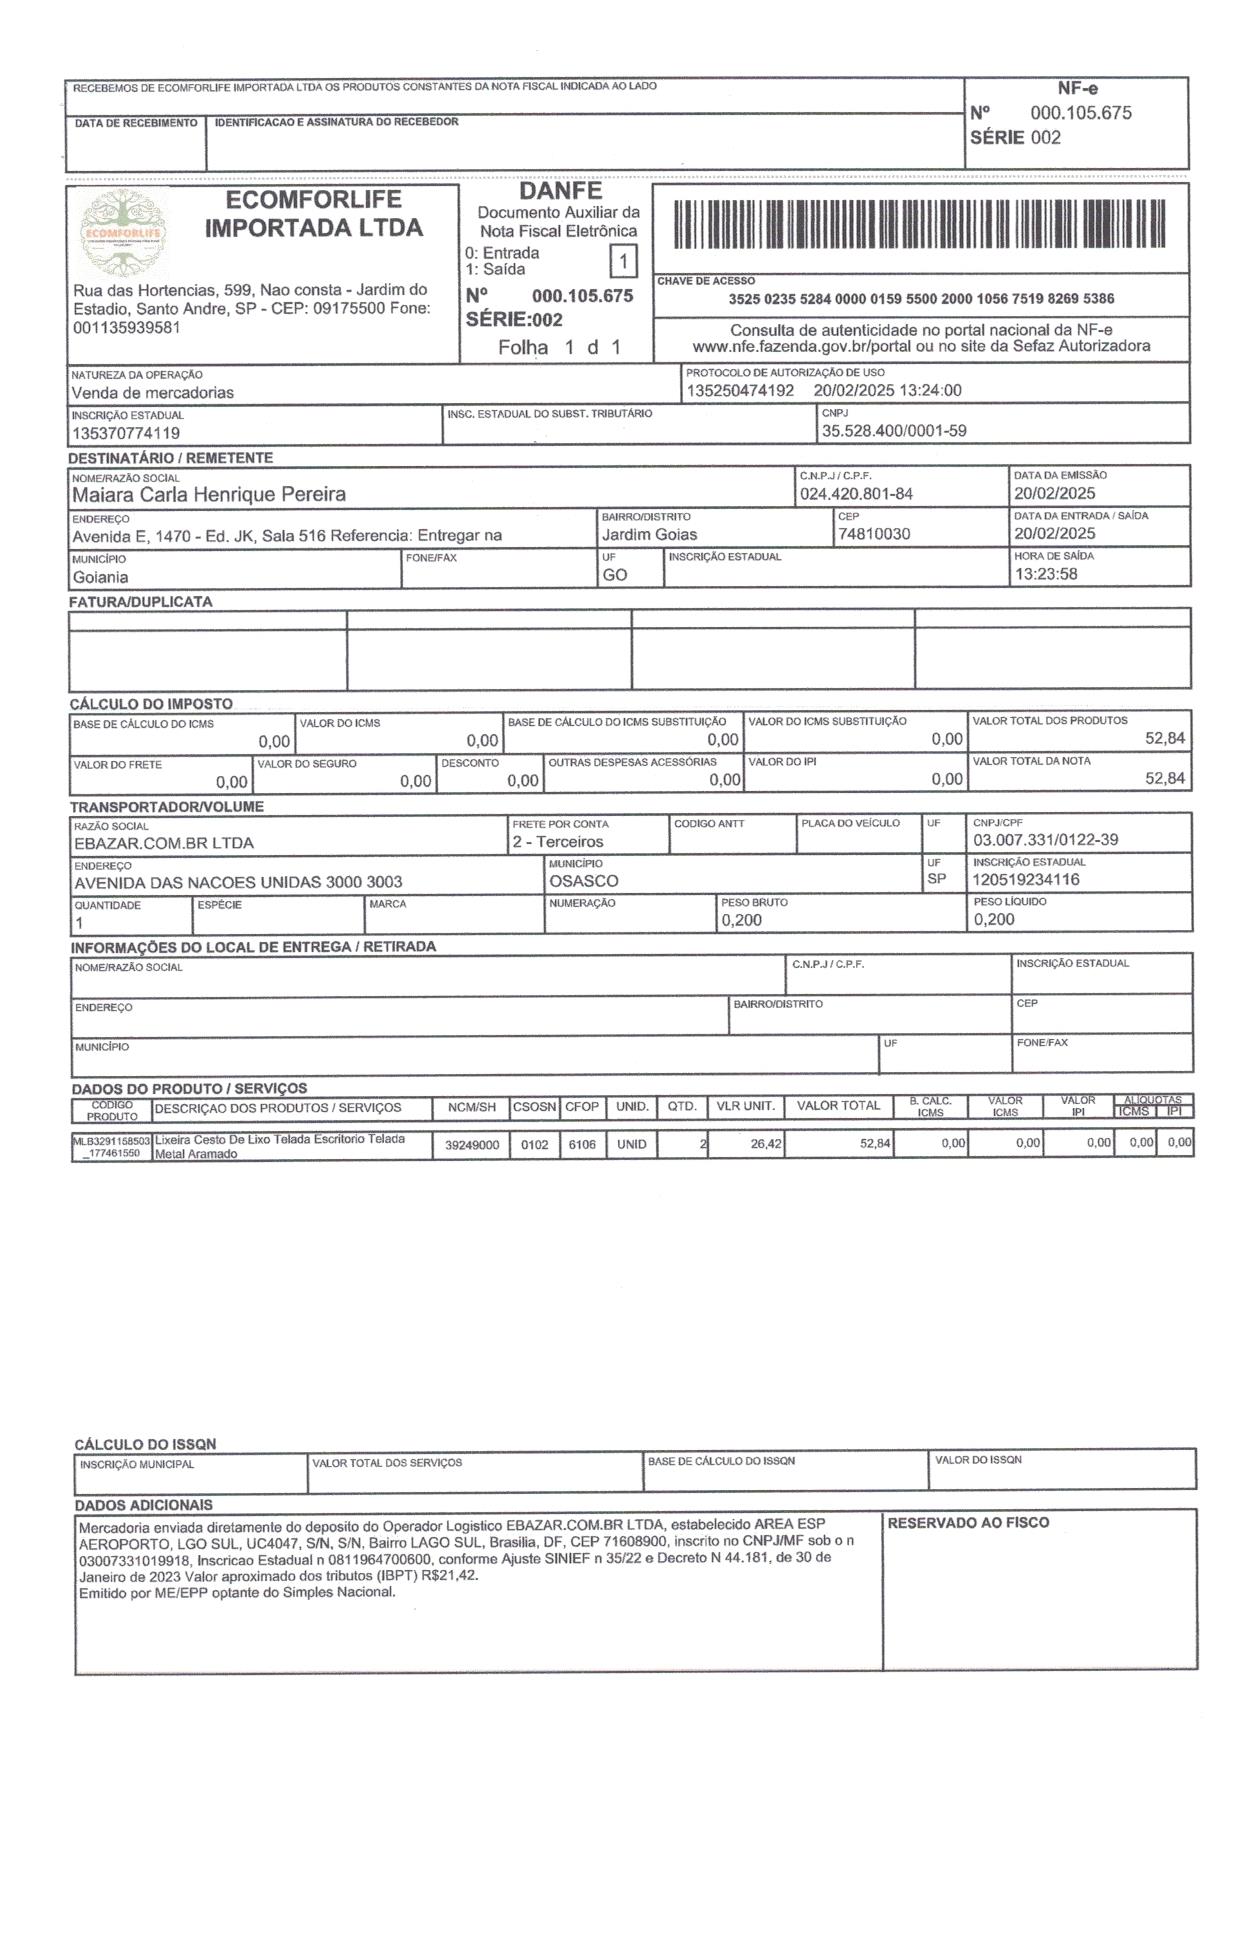 RECEBEMOS DE ECOMFORLIFE IMPORTADA LTDA OS PRODUTOS CONSTANTES DA NOTA FISCAL INDICADA AO LADO
NF-e
Nº 000.105.675
SÉRIE 002
DATA DE RECEBIMENTO IDENTIFICACAO E ASSINATURA DO RECEBEDOR
ECOMFORLIFE
ECOMFORLIFE
IMPORTADA LTDA
Rua das Hortencias, 599, Nao consta - Jardim do
Estadio, Santo Andre, SP - CEP: 09175500 Fone:
001135939581
DANFE
Documento Auxiliar da
Nota Fiscal Eletrônica
0: Entrada
1: Saída
1
Nº 000.105.675
SÉRIE:002
Folha 1 d 1
CHAVE DE ACESSO
3525 0235 5284 0000 0159 5500 2000 1056 7519 8269 5386
Consulta de autenticidade no portal nacional da NF-e
www.nfe.fazenda.gov.br/portal ou no site da Sefaz Autorizadora
NATUREZA DA OPERAÇÃO PROTOCOLO DE AUTORIZAÇÃO DE USO
Venda de mercadorias 135250474192 20/02/2025 13:24:00
INSCRIÇÃO ESTADUAL INSC. ESTADUAL DO SUBST. TRIBUTÁRIO CNPJ
135370774119 35.528.400/0001-59
DESTINATÁRIO / REMETENTE
NOME/RAZÃO SOCIAL C.N.P.J / C.P.F. DATA DA EMISSÃO
Maiara Carla Henrique Pereira 024.420.801-84 20/02/2025
ENDEREÇO BAIRRO/DISTRITO CEP DATA DA ENTRADA / SAÍDA
Avenida E, 1470 - Ed. JK, Sala 516 Referencia: Entregar na Jardim Goias 74810030 20/02/2025
MUNICÍPIO FONE/FAX UF INSCRIÇÃO ESTADUAL HORA DE SAÍDA
Goiania GO 13:23:58
FATURA/DUPLICATA
CÁLCULO DO IMPOSTO
BASE DE CÁLCULO DO ICMS VALOR DO ICMS BASE DE CÁLCULO DO ICMS SUBSTITUIÇÃO VALOR DO ICMS SUBSTITUIÇÃO VALOR TOTAL DOS PRODUTOS
0,00 0,00 0,00 0,00 52,84
VALOR DO FRETE VALOR DO SEGURO DESCONTO OUTRAS DESPESAS ACESSÓRIAS VALOR DO IPI VALOR TOTAL DA NOTA
0,00 0,00 0,00 0,00 0,00 52,84
TRANSPORTADOR/VOLUME
RAZÃO SOCIAL FRETE POR CONTA CODIGO ANTT PLACA DO VEÍCULO UF CNPJ/CPF
EBAZAR.COM.BR LTDA 2 - Terceiros 03.007.331/0122-39
ENDEREÇO MUNICÍPIO UF INSCRIÇÃO ESTADUAL
AVENIDA DAS NACOES UNIDAS 3000 3003 OSASCO SP 120519234116
QUANTIDADE ESPÉCIE MARCA NUMERAÇÃO PESO BRUTO PESO LÍQUIDO
1 0,200 0,200
INFORMAÇÕES DO LOCAL DE ENTREGA / RETIRADA
NOME/RAZÃO SOCIAL C.N.P.J / C.P.F. INSCRIÇÃO ESTADUAL
ENDEREÇO BAIRRO/DISTRITO CEP
MUNICÍPIO UF FONE/FAX
DADOS DO PRODUTO / SERVIÇOS
CÓDIGO PRODUTO DESCRIÇAO DOS PRODUTOS / SERVIÇOS NCM/SH CSOSN CFOP UNID. QTD. VLR UNIT. VALOR TOTAL B. CALC. ICMS VALOR ICMS VALOR IPI ALÍQUOTAS ICMS IPI
MLB3291158503 Lixeira Cesto De Lixo Telada Escritorio Telada 39249000 0102 6106 UNID 2 26,42 52,84 0,00 0,00 0,00 0,00 0,00
_177461550 Metal Aramado
CÁLCULO DO ISSQN
INSCRIÇÃO MUNICIPAL VALOR TOTAL DOS SERVIÇOS BASE DE CÁLCULO DO ISSQN VALOR DO ISSQN
DADOS ADICIONAIS
Mercadoria enviada diretamente do deposito do Operador Logistico EBAZAR.COM.BR LTDA, estabelecido AREA ESP
AEROPORTO, LGO SUL, UC4047, S/N, S/N, Bairro LAGO SUL, Brasilia, DF, CEP 71608900, inscrito no CNPJ/MF sob o n
03007331019918, Inscricao Estadual n 0811964700600, conforme Ajuste SINIEF n 35/22 e Decreto N 44.181, de 30 de
Janeiro de 2023 Valor aproximado dos tributos (IBPT) R$21,42.
Emitido por ME/EPP optante do Simples Nacional.
RESERVADO AO FISCO